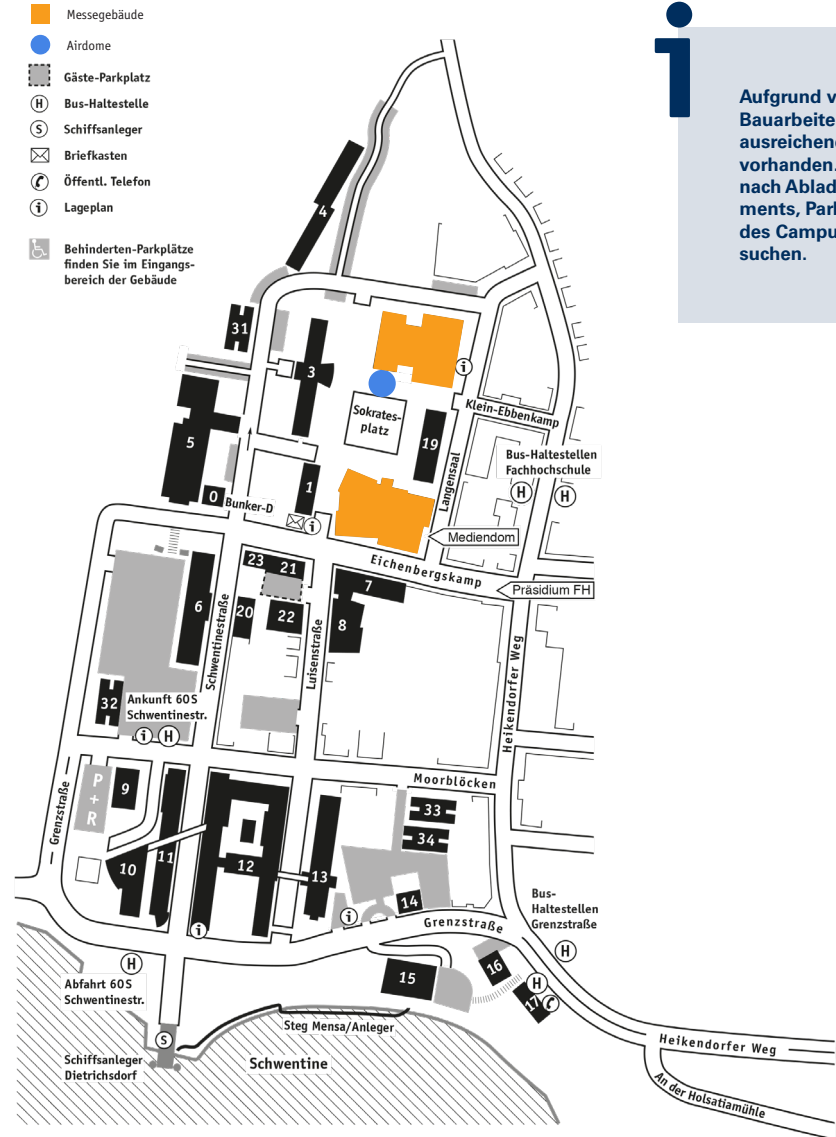 Messegebäude
Airdome
Gäste-Parkplatz
H Bus-Haltestelle
S Schiffsanleger
Briefkasten
Öffentl. Telefon
i Lageplan
Behinderten-Parkplätze
finden Sie im Eingangs-
bereich der Gebäude
i
Aufgrund v
Bauarbeite
ausreichend
vorhanden.
nach Ablad
ments, Park
des Campu
suchen.
4
31
3
i
Sokrates-
platz
Klein-Ebbenkamp
19
5
Langensaal
Bus-Haltestellen
Fachhochschule
H
H
0
Bunker-D
1
i
Mediendom
Eichenbergskamp
Präsidium FH
23
21
7
6
20
22
8
Schwentinestraße
Luisenstraße
Heikendorfer Weg
32
Ankunft 60S
Schwentinestr.
i
H
Moorblöcken
P
+
R
9
33
34
Grenzstraße
10
11
12
13
14
i
i
Grenzstraße
Bus-
Haltestellen
Grenzstraße
H
H
Abfahrt 60S
Schwentinestr.
15
16
H
17
Steg Mensa/Anleger
S
Schiffsanleger
Dietrichsdorf
Schwentine
Heikendorfer Weg
An der Holsatiamühle